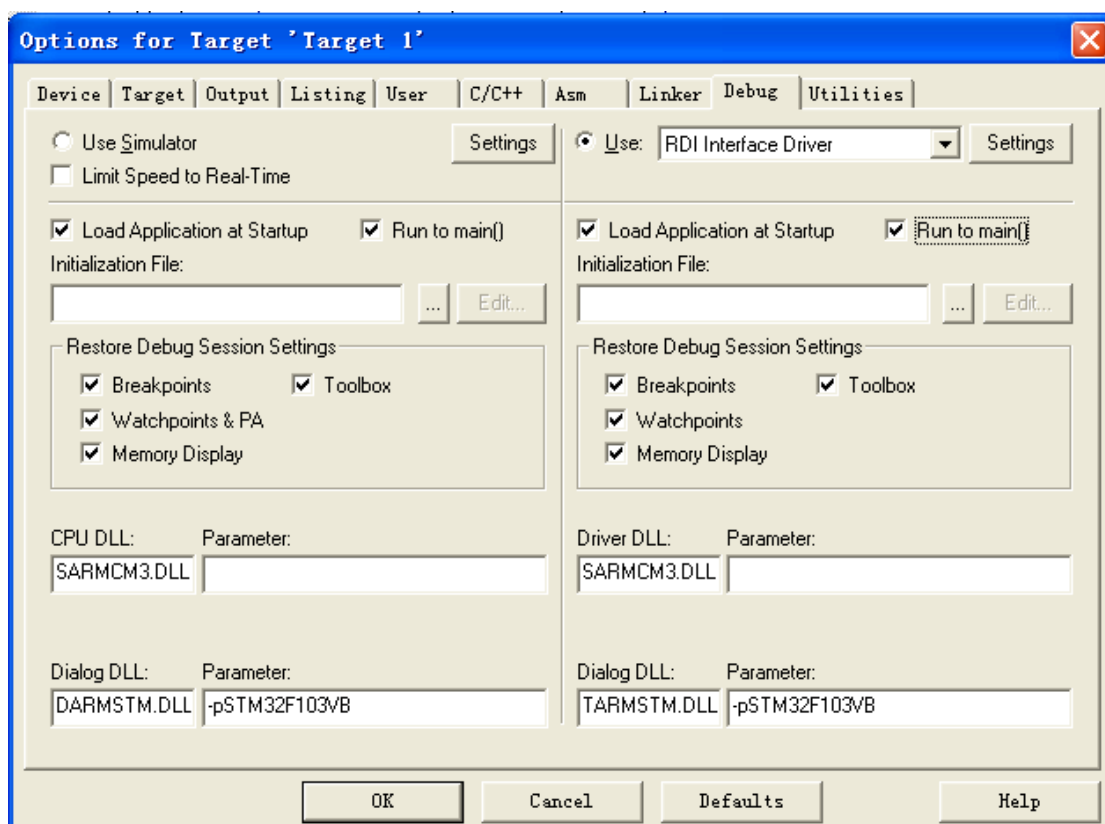 Options for Target 'Target 1'
Device Target Output Listing User C/C++ Asm Linker Debug Utilities
Use Simulator Settings
Limit Speed to Real-Time
Use: RDI Interface Driver Settings
Load Application at Startup Run to main()
Initialization File:
... Edit...
Restore Debug Session Settings
Breakpoints Toolbox
Watchpoints & PA
Memory Display
CPU DLL: Parameter:
SARMCM3.DLL
Dialog DLL: Parameter:
DARMSTM.DLL -pSTM32F103VB
Load Application at Startup Run to main()
Initialization File:
... Edit...
Restore Debug Session Settings
Breakpoints Toolbox
Watchpoints
Memory Display
Driver DLL: Parameter:
SARMCM3.DLL
Dialog DLL: Parameter:
TARMSTM.DLL -pSTM32F103VB
OK Cancel Defaults Help